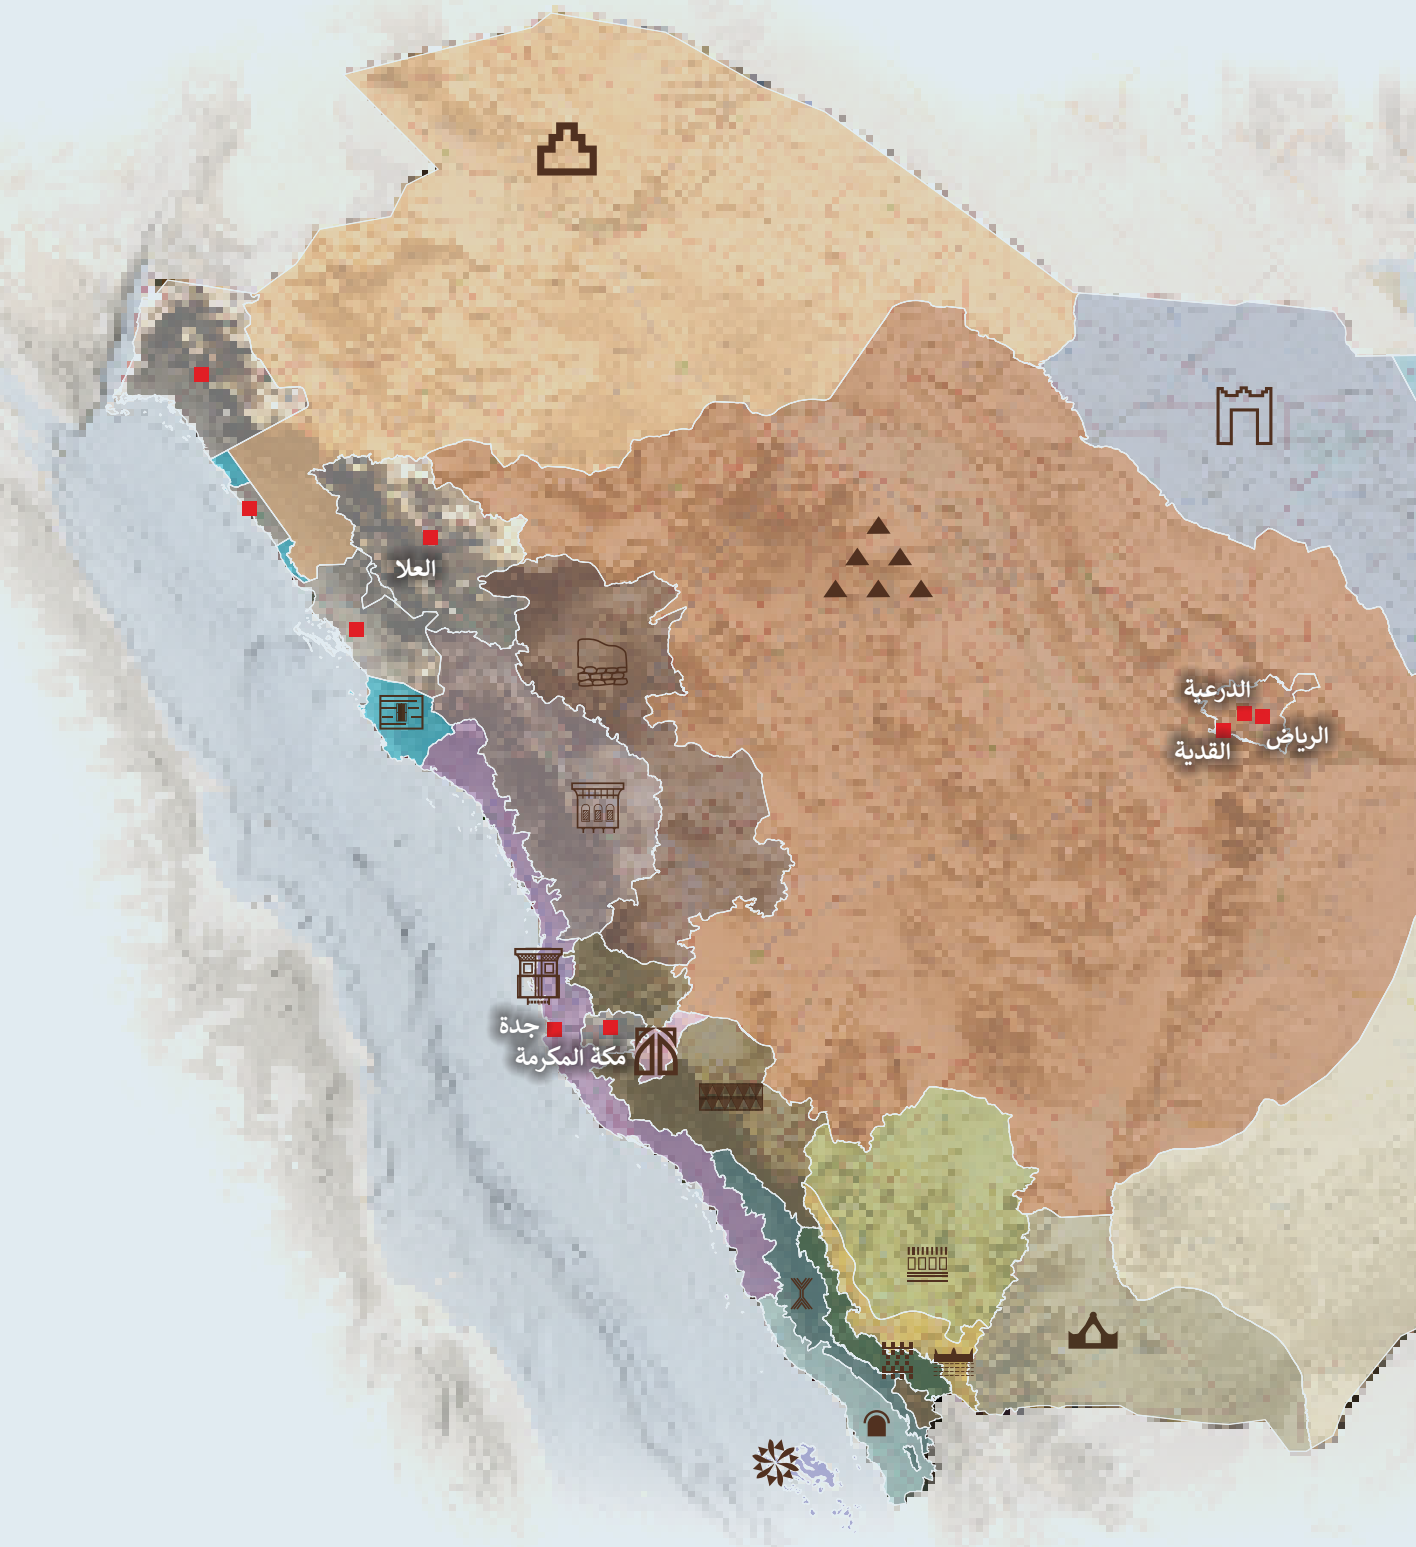 العلا
الدرعية
الرياض
القدية
جدة
مكة المكرمة